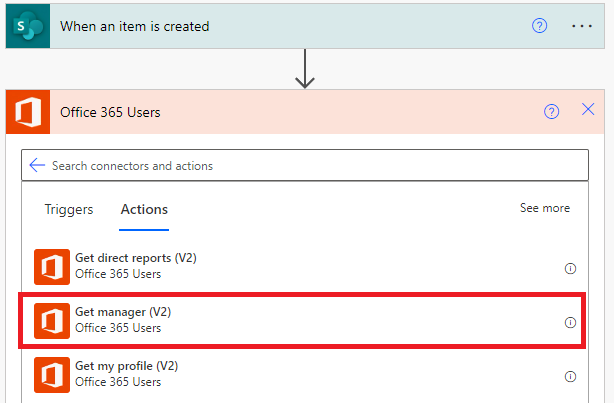 When an item is created
Office 365 Users
Search connectors and actions
Triggers
Actions
See more
Get direct reports (V2)
Office 365 Users
Get manager (V2)
Office 365 Users
Get my profile (V2)
Office 365 Users